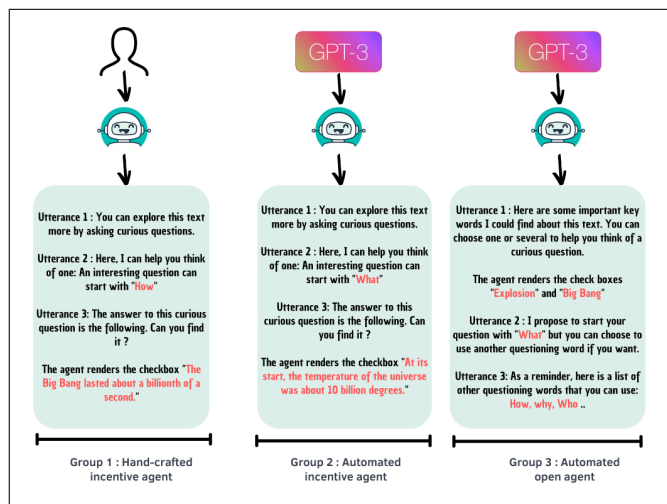 GPT-3
GPT-3
Utterance 1 : You can explore this text
more by asking curious questions.
Utterance 2 : Here, I can help you think
of one: An interesting question can
start with "How"
Utterance 3: The answer to this curious
question is the following. Can you find
it ?
The agent renders the checkbox "The
Big Bang lasted about a billionth of a
second."
Group 1 : Hand-crafted
incentive agent
Utterance 1 : You can explore this text
more by asking curious questions.
Utterance 2 : Here, I can help you think
of one: An interesting question can
start with "What"
Utterance 3: The answer to this
curious question is the following. Can
you find it ?
The agent renders the checkbox "At its
start, the temperature of the universe
was about 10 billion degrees."
Group 2 : Automated
incentive agent
Utterance 1 : Here are some important key
words I could find about this text. You can
choose one or several to help you think of a
curious question.
The agent renders the check boxes
"Explosion" and "Big Bang"
Utterance 2 : I propose to start your
question with "What" but you can choose to
use another questioning word if you want.
Utterance 3: As a reminder, here is a list of
other questioning words that you can use:
How, why, Who ..
Group 3 : Automated
open agent